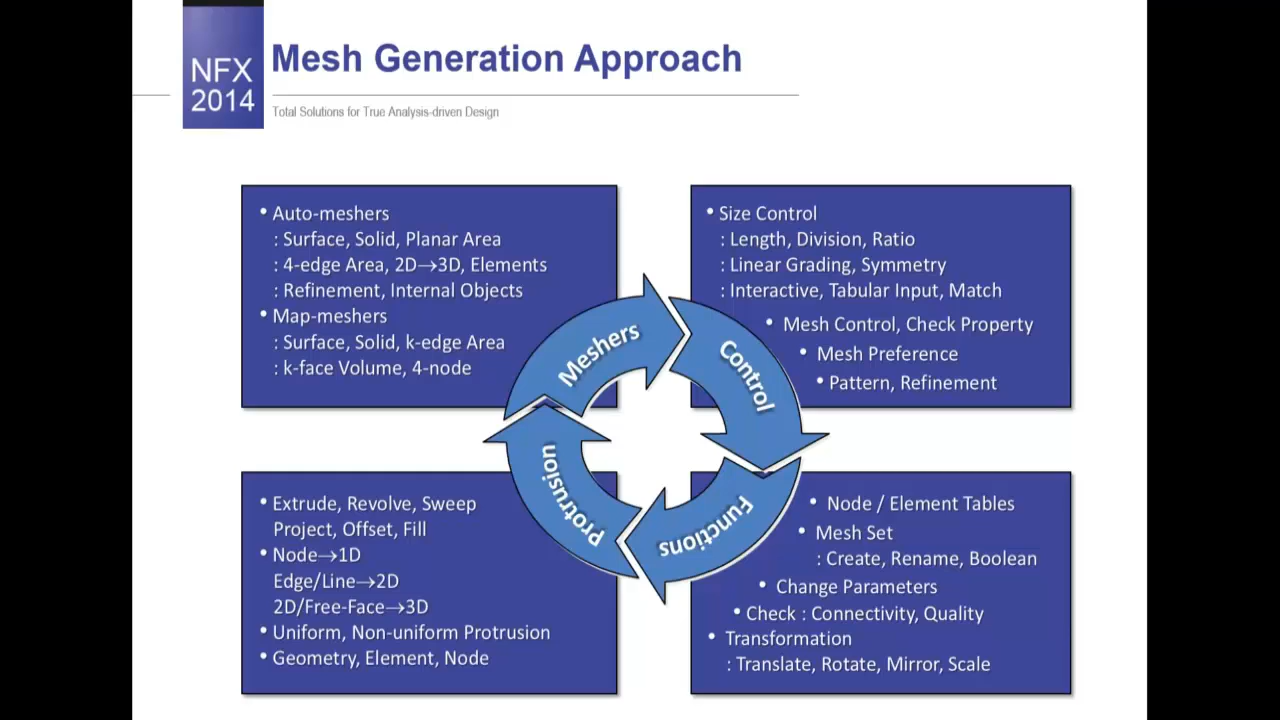 NFX
2014
Mesh Generation Approach
Total Solutions for True Analysis-driven Design
• Auto-meshers
: Surface, Solid, Planar Area
: 4-edge Area, 2D→3D, Elements
: Refinement, Internal Objects
• Map-meshers
: Surface, Solid, k-edge Area
: k-face Volume, 4-node
• Size Control
: Length, Division, Ratio
: Linear Grading, Symmetry
: Interactive, Tabular Input, Match
• Mesh Control, Check Property
• Mesh Preference
• Pattern, Refinement
Meshers
Control
Protrusion
Functions
• Extrude, Revolve, Sweep
Project, Offset, Fill
• Node→1D
Edge/Line→2D
2D/Free-Face→3D
• Uniform, Non-uniform Protrusion
• Geometry, Element, Node
• Node / Element Tables
• Mesh Set
: Create, Rename, Boolean
• Change Parameters
• Check : Connectivity, Quality
• Transformation
: Translate, Rotate, Mirror, Scale